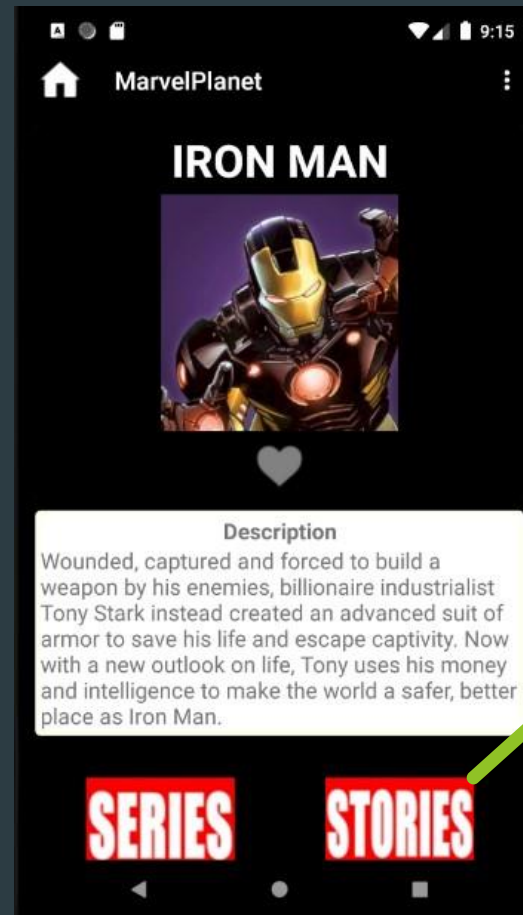 A 9:15
MarvelPlanet
IRON MAN
Description
Wounded, captured and forced to build a
weapon by his enemies, billionaire industrialist
Tony Stark instead created an advanced suit of
armor to save his life and escape captivity. Now
with a new outlook on life, Tony uses his money
and intelligence to make the world a safer, better
place as Iron Man.
SERIES STORIES